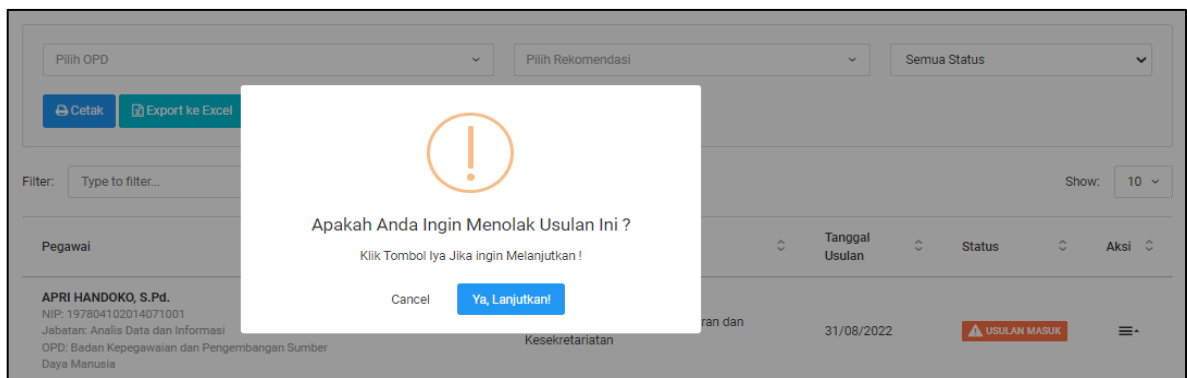 Pilih OPD
Pilih Rekomendasi
Semua Status
Cetak
Export ke Excel
Filter:
Type to filter...
Show:
10
Apakah Anda Ingin Menolak Usulan Ini ?
Klik Tombol Iya Jika ingin Melanjutkan !
Cancel
Ya, Lanjutkan!
Pegawai
Tanggal
Usulan
Status
Aksi
APRI HANDOKO, S.Pd.
NIP: 197804102014071001
Jabatan: Analis Data dan Informasi
OPD: Badan Kepegawaian dan Pengembangan Sumber
Daya Manusia
ran dan
Kesekretariatan
31/08/2022
USULAN MASUK